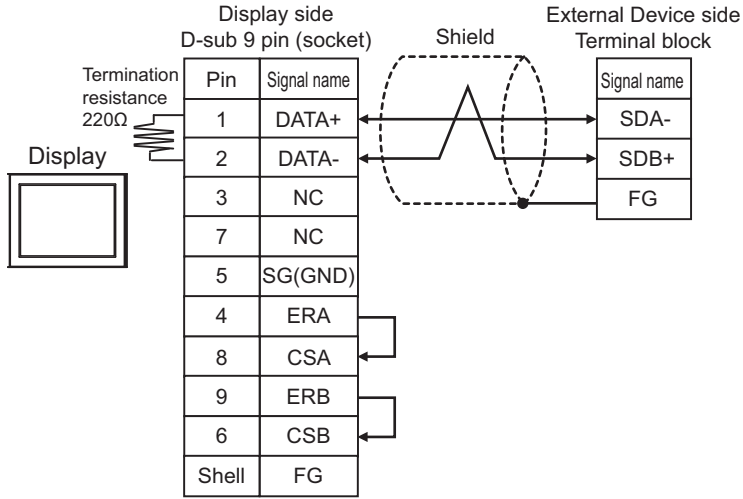 Display side
D-sub 9 pin (socket)
Shield
External Device side
Terminal block
Termination
resistance
220Ω
Display
Pin Signal name
1 DATA+
2 DATA-
3 NC
7 NC
5 SG(GND)
4 ERA
8 CSA
9 ERB
6 CSB
Shell FG
Signal name
SDA-
SDB+
FG